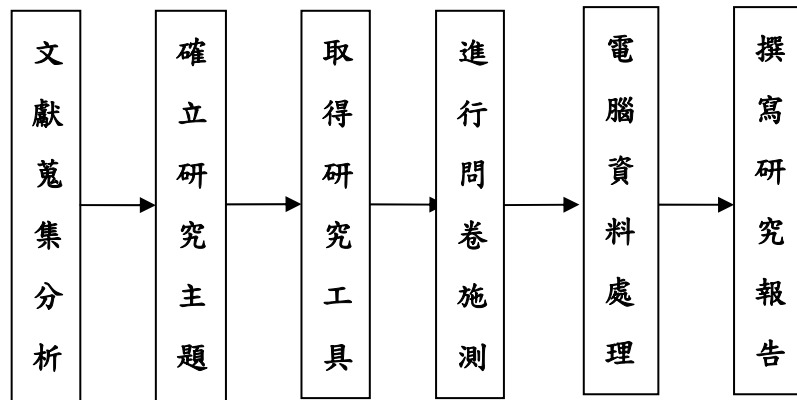 文獻蒐集分析
確立研究主題
取得研究工具
進行問卷施測
電腦資料處理
撰寫研究報告